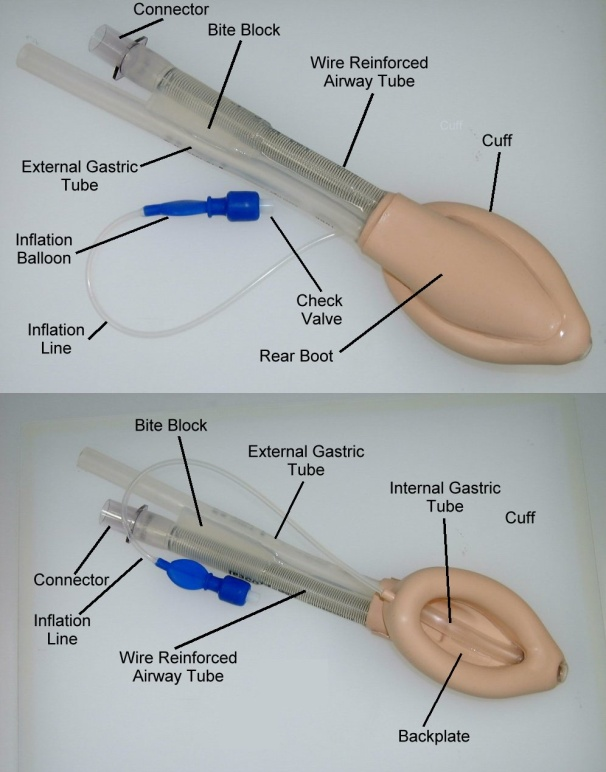 Connector
Bite Block
Wire Reinforced
Airway Tube
Cuff
Cuff
External Gastric
Tube
Inflation
Balloon
Check
Valve
Inflation
Line
Rear Boot
Bite Block
External Gastric
Tube
Internal Gastric
Tube
Cuff
Connector
Inflation
Line
Wire Reinforced
Airway Tube
Backplate